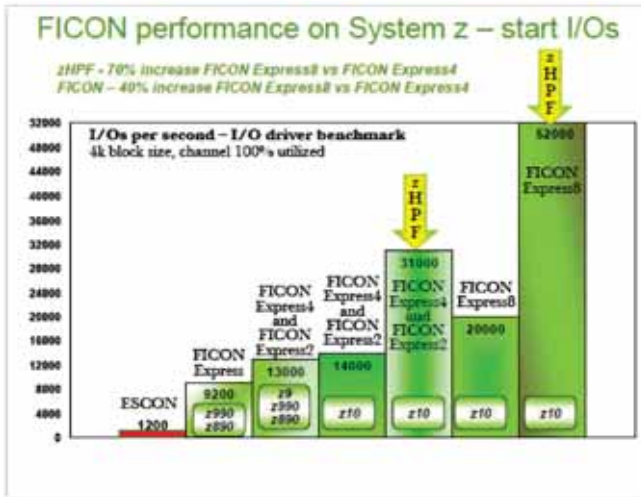 FICON performance on System z – start I/Os
zHPF - 70% increase FICON Express8 vs FICON Express4
FICON – 40% increase FICON Express8 vs FICON Express4
I/Os per second – I/O driver benchmark
4k block size, channel 100% utilized
52000
48000
44000
40000
36000
32000
28000
24000
20000
16000
12000
8000
4000
0
ESCON
1200
FICON
Express
9200
z990
z890
FICON
Express4
and
FICON
Express2
13000
z9
z990
z890
FICON
Express4
and
FICON
Express2
14000
z10
z
H
P
F
31000
FICON
Express4
and
FICON
Express2
z10
FICON
Express8
20000
z10
z
H
P
F
52000
FICON
Express8
z10